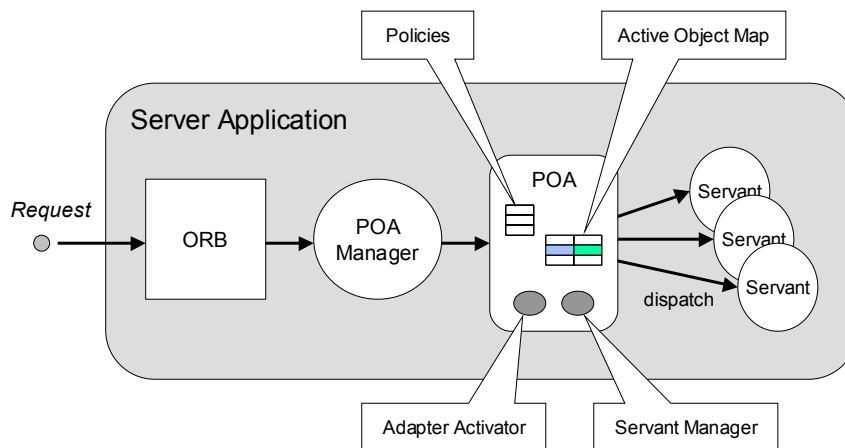 Policies
Active Object Map
Server Application
POA
Request
ORB
POA
Manager
Servant
Servant
Servant
dispatch
Adapter Activator
Servant Manager